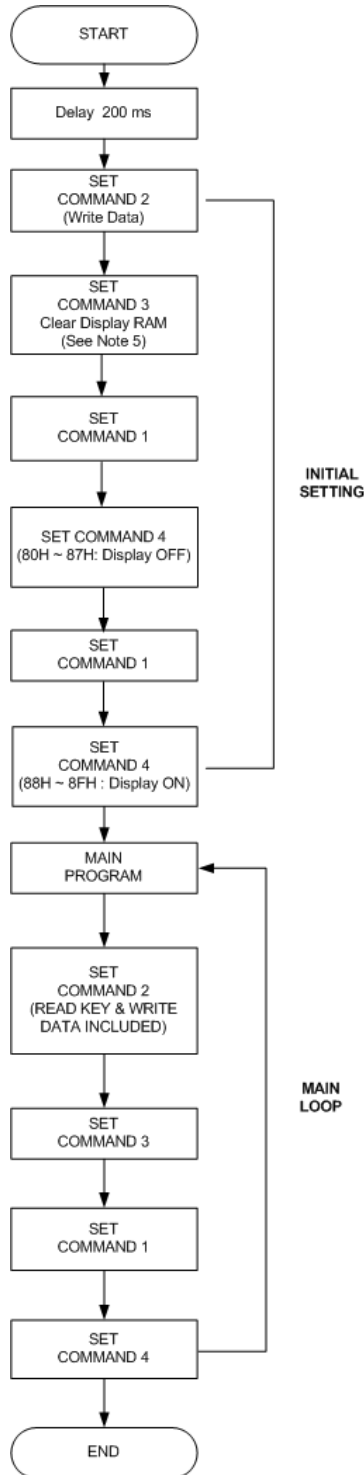 START
Delay 200 ms
SET
COMMAND 2
(Write Data)
SET
COMMAND 3
Clear Display RAM
(See Note 5)
SET
COMMAND 1
INITIAL
SETTING
SET COMMAND 4
(80H ~ 87H: Display OFF)
SET
COMMAND 1
SET
COMMAND 4
(88H ~ 8FH : Display ON)
MAIN
PROGRAM
SET
COMMAND 2
(READ KEY & WRITE
DATA INCLUDED)
MAIN
LOOP
SET
COMMAND 3
SET
COMMAND 1
SET
COMMAND 4
END